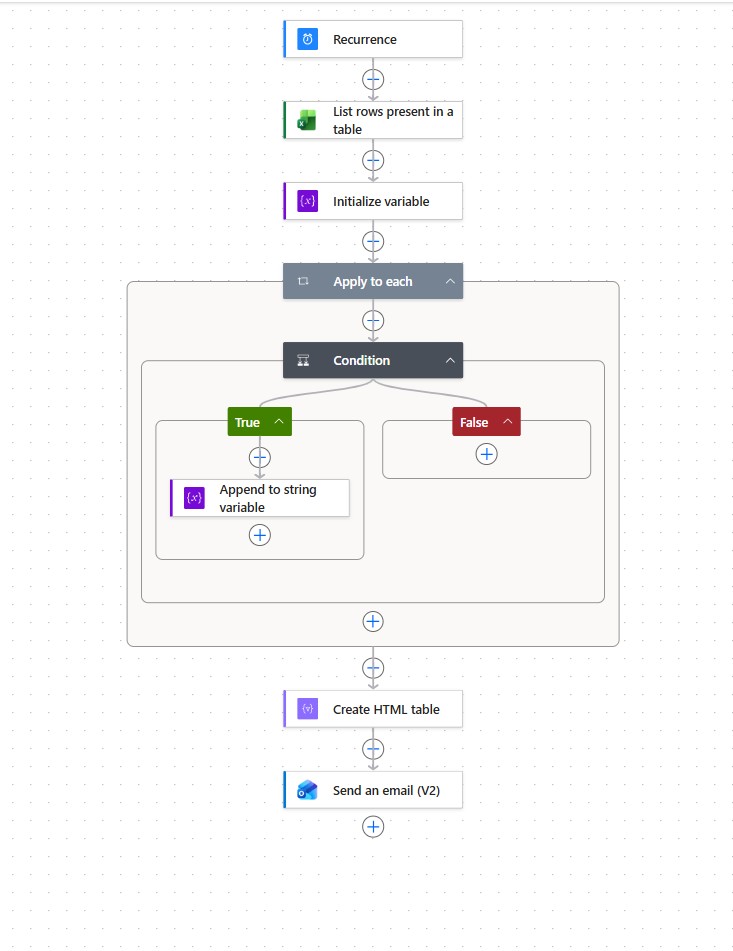 Recurrence
List rows present in a
table
Initialize variable
Apply to each
Condition
True
False
Append to string
variable
Create HTML table
Send an email (V2)